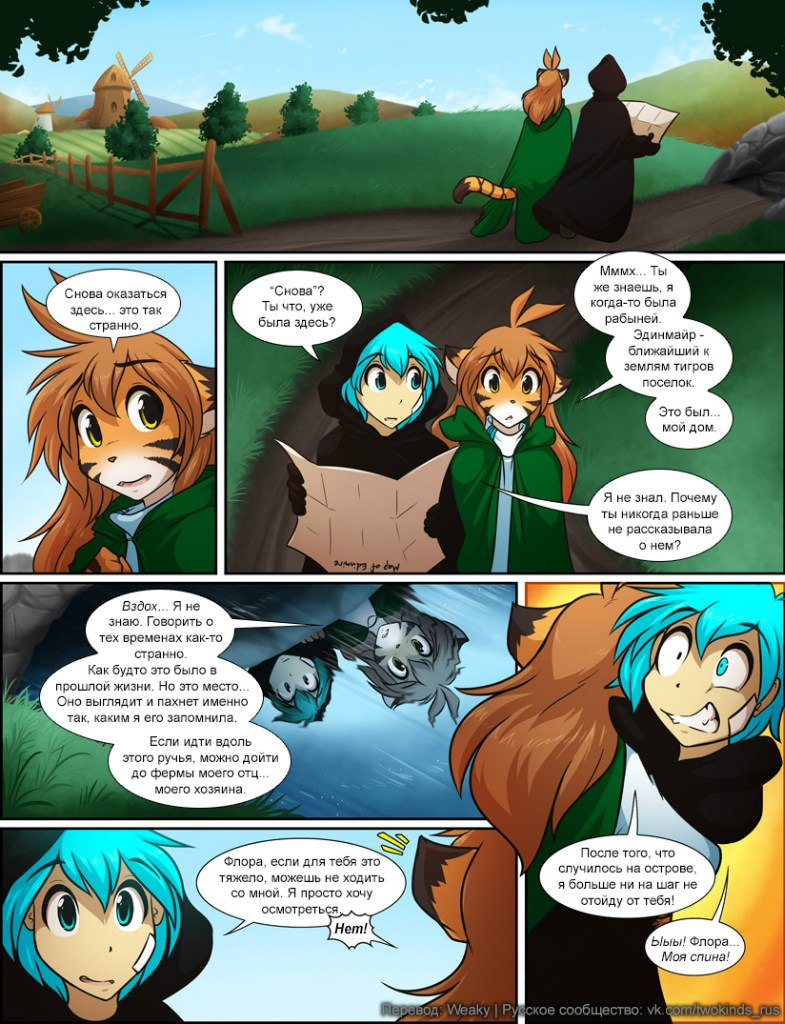 Снова оказаться
здесь... это так
странно.
“Снова”?
Ты что, уже
была здесь?
Мммх... Ты
же знаешь, я
когда-то была
рабыней.
Эдинмайр -
ближайший к
землям тигров
поселок.
Это был...
мой дом.
Я не знал. Почему
ты никогда раньше
не рассказывала
о нем?
Map of Edinmire
Вздох... Я не
знаю. Говорить о
тех временах как-то
странно.
Как будто это было в
прошлой жизни. Но это место...
Оно выглядит и пахнет именно
так, каким я его запомнила.
Если идти вдоль
этого ручья, можно дойти
до фермы моего отц...
моего хозяина.
Флора, если для тебя это
тяжело, можешь не ходить
со мной. Я просто хочу
осмотреться.
Нет!
После того, что
случилось на острове,
я больше ни на шаг не
отойду от тебя!
Ыыы! Флора...
Моя спина!
Перевод: Weaky | Русское сообщество: vk.com/twokinds_rus